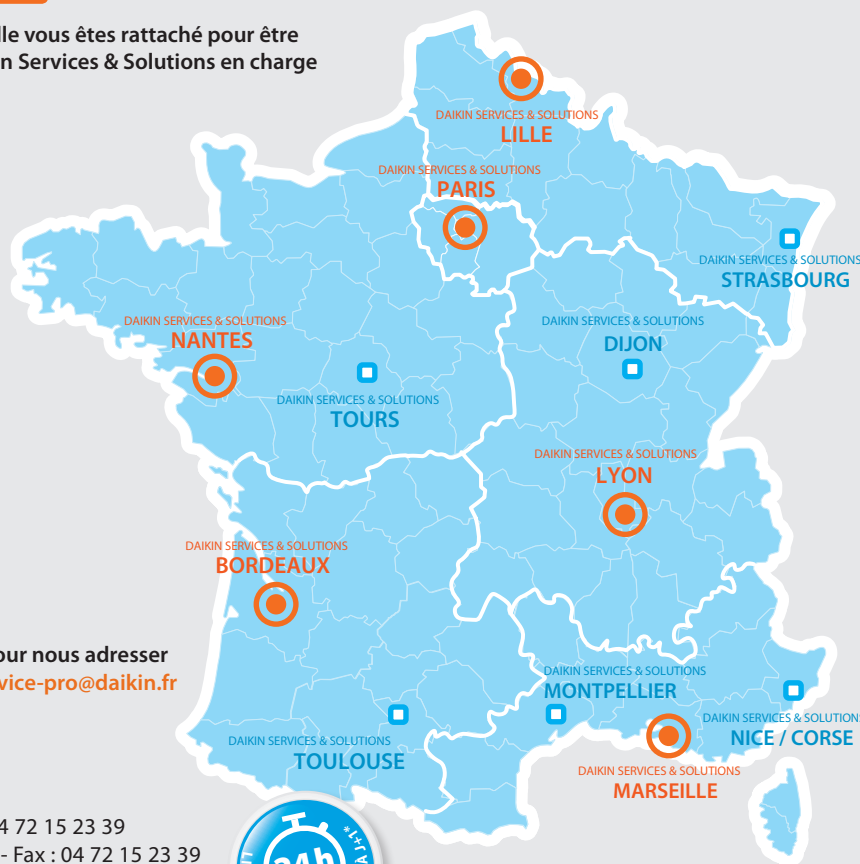 lle vous êtes rattaché pour être
n Services & Solutions en charge
DAIKIN SERVICES & SOLUTIONS
LILLE
DAIKIN SERVICES & SOLUTIONS
PARIS
DAIKIN SERVICES & SOLUTIONS
STRASBOURG
DAIKIN SERVICES & SOLUTIONS
NANTES
DAIKIN SERVICES & SOLUTIONS
DIJON
DAIKIN SERVICES & SOLUTIONS
TOURS
DAIKIN SERVICES & SOLUTIONS
LYON
DAIKIN SERVICES & SOLUTIONS
BORDEAUX
our nous adresser
vice-pro@daikin.fr
DAIKIN SERVICES & SOLUTIONS
MONTPELLIER
DAIKIN SERVICES & SOLUTIONS
NICE / CORSE
DAIKIN SERVICES & SOLUTIONS
TOULOUSE
DAIKIN SERVICES & SOLUTIONS
MARSEILLE
4 72 15 23 39
- Fax : 04 72 15 23 39
24h
A J+1*